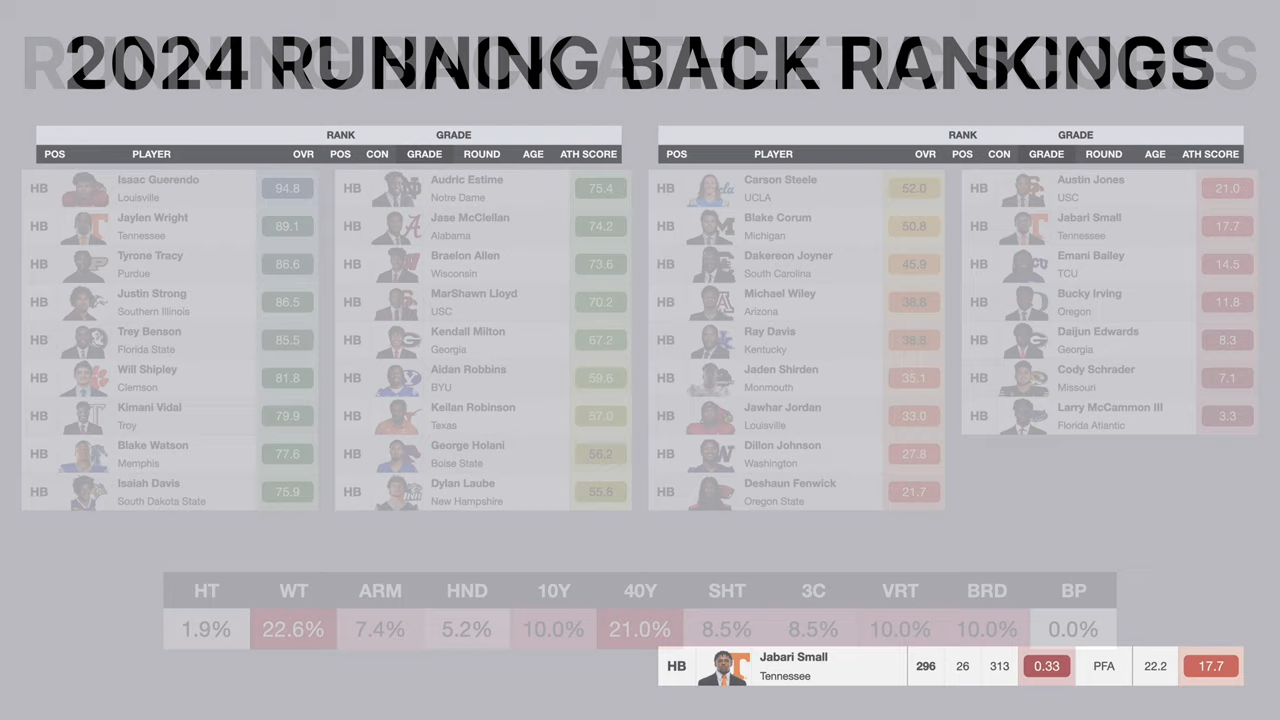 RUNNING BACK ATHLETIC SCORES
2024 RUNNING BACK RANKINGS
RANK GRADE
POS PLAYER OVR POS CON GRADE ROUND AGE ATH SCORE
RANK GRADE
POS PLAYER OVR POS CON GRADE ROUND AGE ATH SCORE
HB Isaac Guerendo 94.8
Louisville
HB Jaylen Wright 89.1
Tennessee
HB Tyrone Tracy 86.6
Purdue
HB Justin Strong 86.5
Southern Illinois
HB Trey Benson 85.5
Florida State
HB Will Shipley 81.8
Clemson
HB Kimani Vidal 79.9
Troy
HB Blake Watson 77.6
Memphis
HB Isaiah Davis 75.9
South Dakota State
HB Audric Estime 75.4
Notre Dame
HB Jase McClellan 74.2
Alabama
HB Braelon Allen 73.6
Wisconsin
HB MarShawn Lloyd 70.2
USC
HB Kendall Milton 67.2
Georgia
HB Aidan Robbins 59.6
BYU
HB Keilan Robinson 57.0
Texas
HB George Holani 56.2
Boise State
HB Dylan Laube 55.8
New Hampshire
HB Carson Steele 52.0
UCLA
HB Blake Corum 50.8
Michigan
HB Dakereon Joyner 45.9
South Carolina
HB Michael Wiley 38.8
Arizona
HB Ray Davis 38.8
Kentucky
HB Jaden Shirden 35.1
Monmouth
HB Jawhar Jordan 33.0
Louisville
HB Dillon Johnson 27.8
Washington
HB Deshaun Fenwick 21.7
Oregon State
HB Austin Jones 21.0
USC
HB Jabari Small 17.7
Tennessee
HB Emani Bailey 14.5
TCU
HB Bucky Irving 11.8
Oregon
HB Daijun Edwards 8.3
Georgia
HB Cody Schrader 7.1
Missouri
HB Larry McCammon III 3.3
Florida Atlantic
HT WT ARM HND 10Y 40Y SHT 3C VRT BRD BP
1.9% 22.6% 7.4% 5.2% 10.0% 21.0% 8.5% 8.5% 10.0% 10.0% 0.0%
HB Jabari Small 296 26 313 0.33 PFA 22.2 17.7
Tennessee